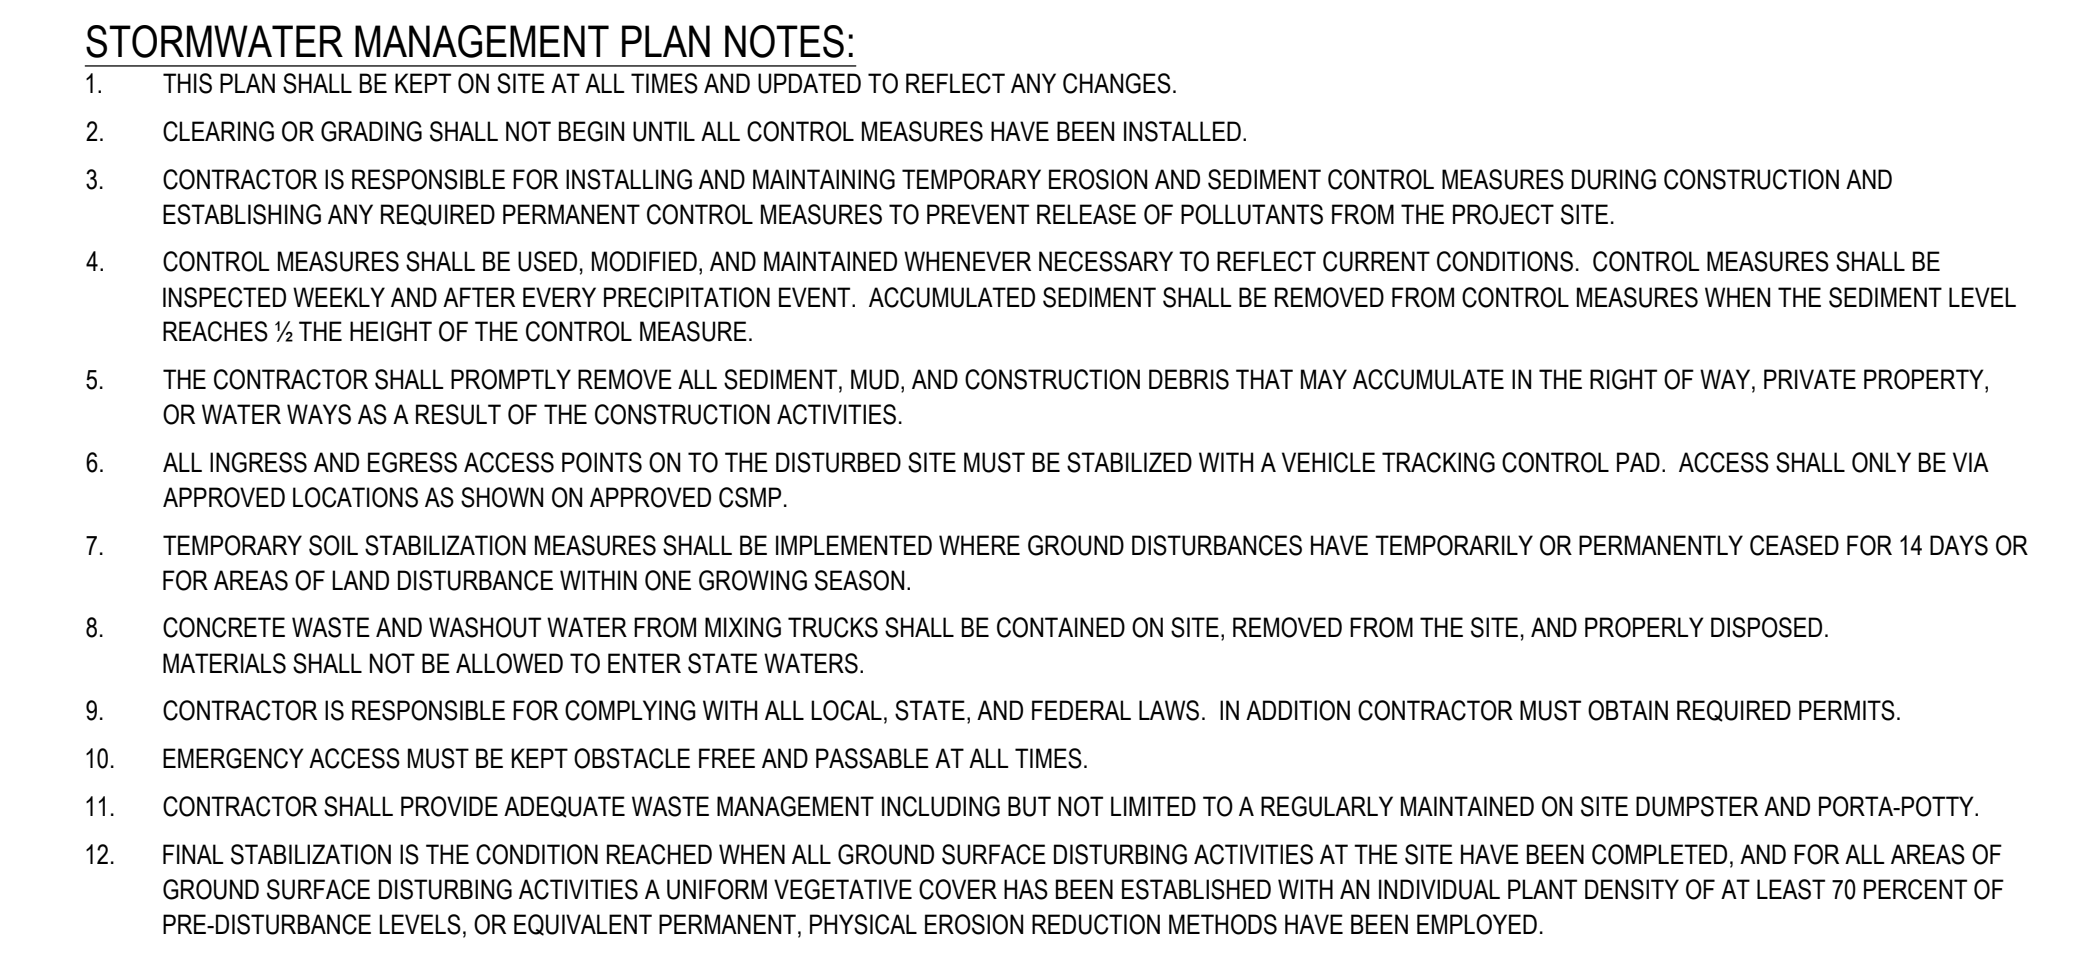 STORMWATER MANAGEMENT PLAN NOTES:
1. THIS PLAN SHALL BE KEPT ON SITE AT ALL TIMES AND UPDATED TO REFLECT ANY CHANGES.
2. CLEARING OR GRADING SHALL NOT BEGIN UNTIL ALL CONTROL MEASURES HAVE BEEN INSTALLED.
3. CONTRACTOR IS RESPONSIBLE FOR INSTALLING AND MAINTAINING TEMPORARY EROSION AND SEDIMENT CONTROL MEASURES DURING CONSTRUCTION AND
ESTABLISHING ANY REQUIRED PERMANENT CONTROL MEASURES TO PREVENT RELEASE OF POLLUTANTS FROM THE PROJECT SITE.
4. CONTROL MEASURES SHALL BE USED, MODIFIED, AND MAINTAINED WHENEVER NECESSARY TO REFLECT CURRENT CONDITIONS. CONTROL MEASURES SHALL BE
INSPECTED WEEKLY AND AFTER EVERY PRECIPITATION EVENT. ACCUMULATED SEDIMENT SHALL BE REMOVED FROM CONTROL MEASURES WHEN THE SEDIMENT LEVEL
REACHES ½ THE HEIGHT OF THE CONTROL MEASURE.
5. THE CONTRACTOR SHALL PROMPTLY REMOVE ALL SEDIMENT, MUD, AND CONSTRUCTION DEBRIS THAT MAY ACCUMULATE IN THE RIGHT OF WAY, PRIVATE PROPERTY,
OR WATER WAYS AS A RESULT OF THE CONSTRUCTION ACTIVITIES.
6. ALL INGRESS AND EGRESS ACCESS POINTS ON TO THE DISTURBED SITE MUST BE STABILIZED WITH A VEHICLE TRACKING CONTROL PAD. ACCESS SHALL ONLY BE VIA
APPROVED LOCATIONS AS SHOWN ON APPROVED CSMP.
7. TEMPORARY SOIL STABILIZATION MEASURES SHALL BE IMPLEMENTED WHERE GROUND DISTURBANCES HAVE TEMPORARILY OR PERMANENTLY CEASED FOR 14 DAYS OR
FOR AREAS OF LAND DISTURBANCE WITHIN ONE GROWING SEASON.
8. CONCRETE WASTE AND WASHOUT WATER FROM MIXING TRUCKS SHALL BE CONTAINED ON SITE, REMOVED FROM THE SITE, AND PROPERLY DISPOSED.
MATERIALS SHALL NOT BE ALLOWED TO ENTER STATE WATERS.
9. CONTRACTOR IS RESPONSIBLE FOR COMPLYING WITH ALL LOCAL, STATE, AND FEDERAL LAWS. IN ADDITION CONTRACTOR MUST OBTAIN REQUIRED PERMITS.
10. EMERGENCY ACCESS MUST BE KEPT OBSTACLE FREE AND PASSABLE AT ALL TIMES.
11. CONTRACTOR SHALL PROVIDE ADEQUATE WASTE MANAGEMENT INCLUDING BUT NOT LIMITED TO A REGULARLY MAINTAINED ON SITE DUMPSTER AND PORTA-POTTY.
12. FINAL STABILIZATION IS THE CONDITION REACHED WHEN ALL GROUND SURFACE DISTURBING ACTIVITIES AT THE SITE HAVE BEEN COMPLETED, AND FOR ALL AREAS OF
GROUND SURFACE DISTURBING ACTIVITIES A UNIFORM VEGETATIVE COVER HAS BEEN ESTABLISHED WITH AN INDIVIDUAL PLANT DENSITY OF AT LEAST 70 PERCENT OF
PRE-DISTURBANCE LEVELS, OR EQUIVALENT PERMANENT, PHYSICAL EROSION REDUCTION METHODS HAVE BEEN EMPLOYED.